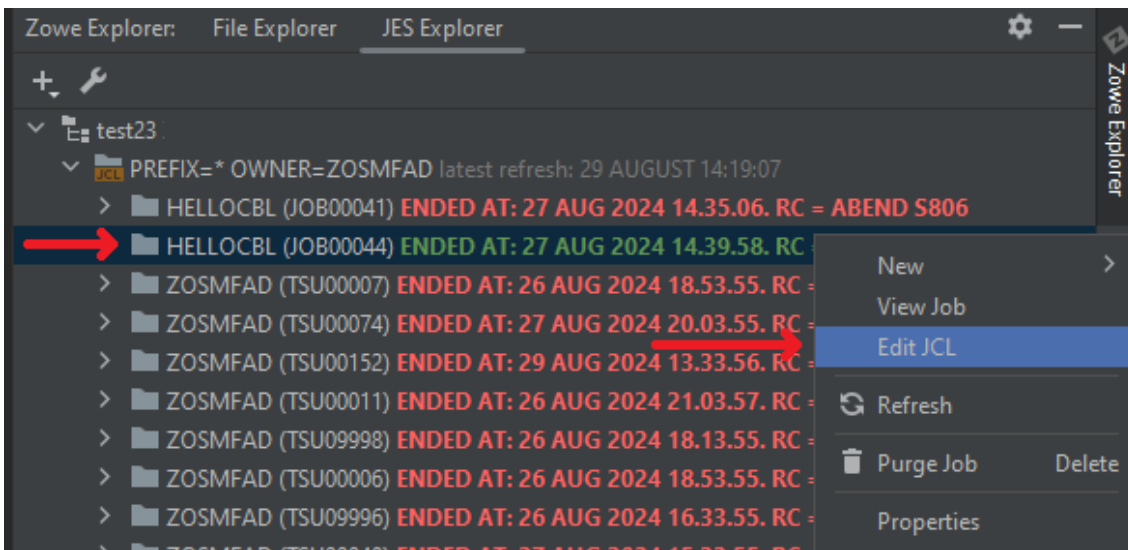 Zowe Explorer: File Explorer JES Explorer
Zowe Explorer
test23
JCL PREFIX=* OWNER=ZOSMFAD latest refresh: 29 AUGUST 14:19:07
HELLOCBL (JOB00041) ENDED AT: 27 AUG 2024 14.35.06. RC = ABEND S806
HELLOCBL (JOB00044) ENDED AT: 27 AUG 2024 14.39.58. RC =
ZOSMFAD (TSU00007) ENDED AT: 26 AUG 2024 18.53.55. RC =
ZOSMFAD (TSU00074) ENDED AT: 27 AUG 2024 20.03.55. RC =
ZOSMFAD (TSU00152) ENDED AT: 29 AUG 2024 13.33.56. RC =
ZOSMFAD (TSU00011) ENDED AT: 26 AUG 2024 21.03.57. RC =
ZOSMFAD (TSU09998) ENDED AT: 26 AUG 2024 18.13.55. RC =
ZOSMFAD (TSU00006) ENDED AT: 26 AUG 2024 18.53.55. RC =
ZOSMFAD (TSU09996) ENDED AT: 26 AUG 2024 16.33.55. RC =
New
View Job
Edit JCL
Refresh
Purge Job Delete
Properties